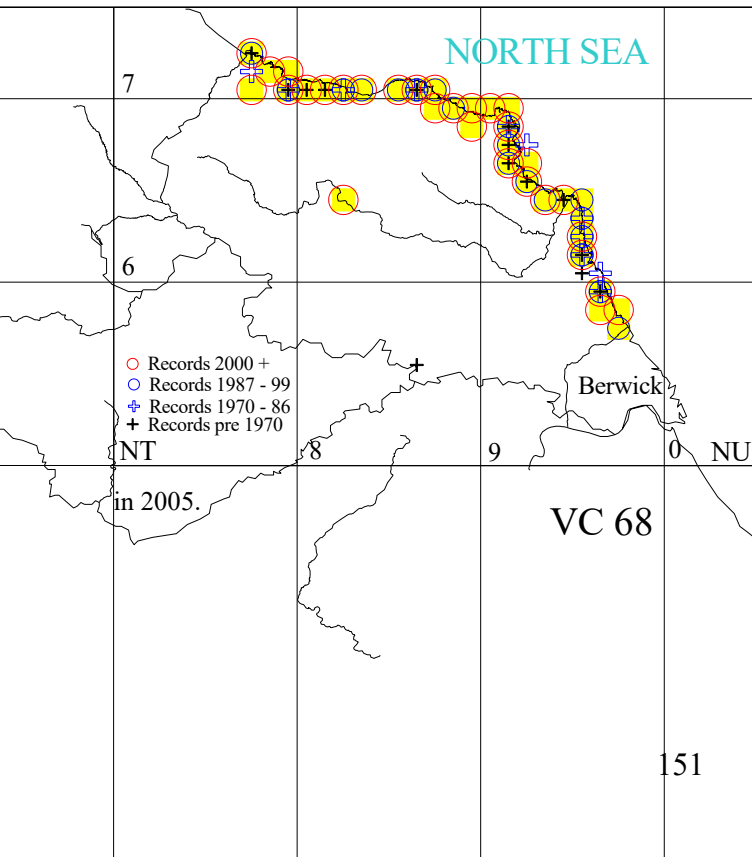 NORTH SEA
7
6
Records 2000 +
Records 1987 - 99
Records 1970 - 86
Records pre 1970
Berwick
NT
8
9
0
NU
in 2005.
VC 68
151